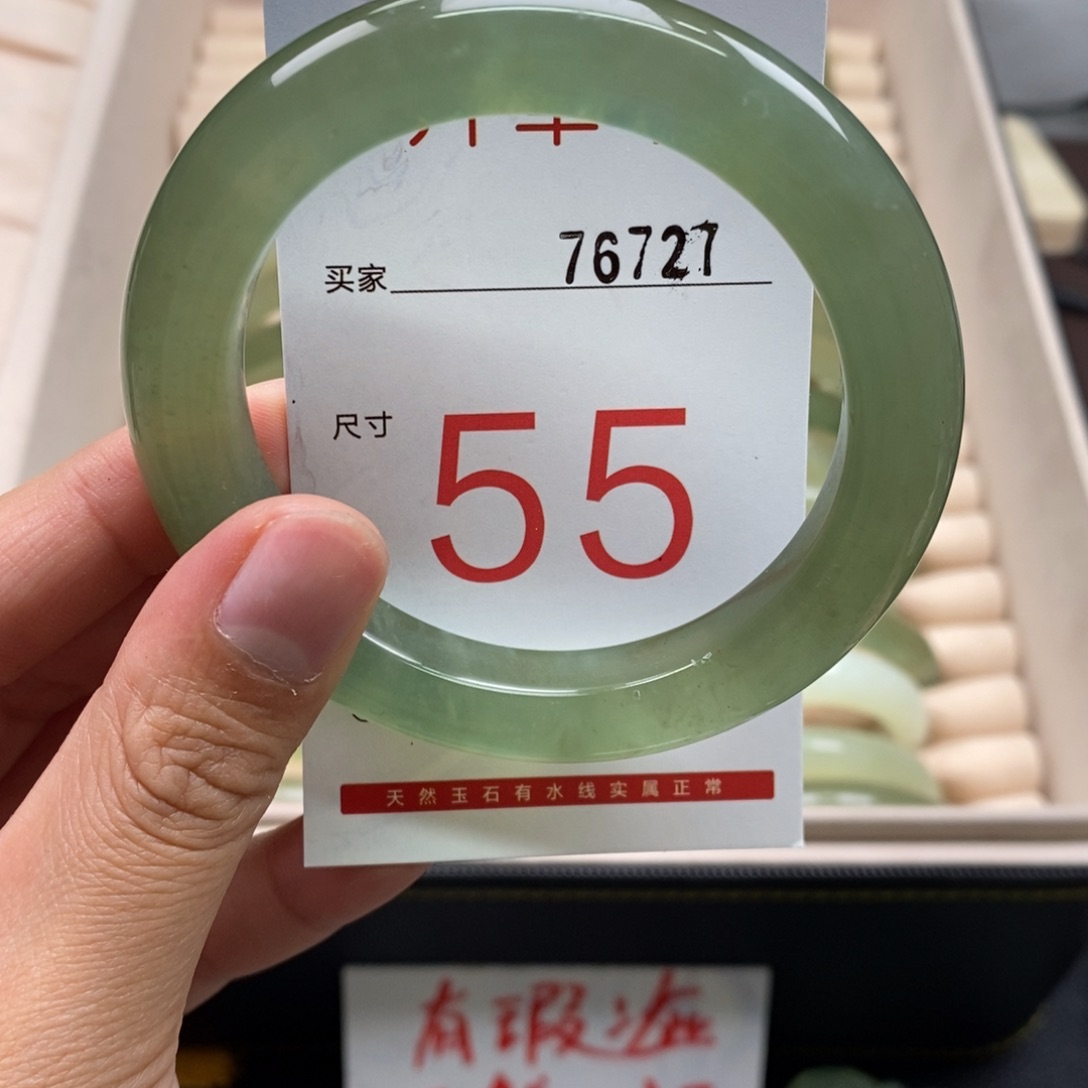 买家 76727
尺寸 55
天然玉石有水线实属正常
有瑕疵